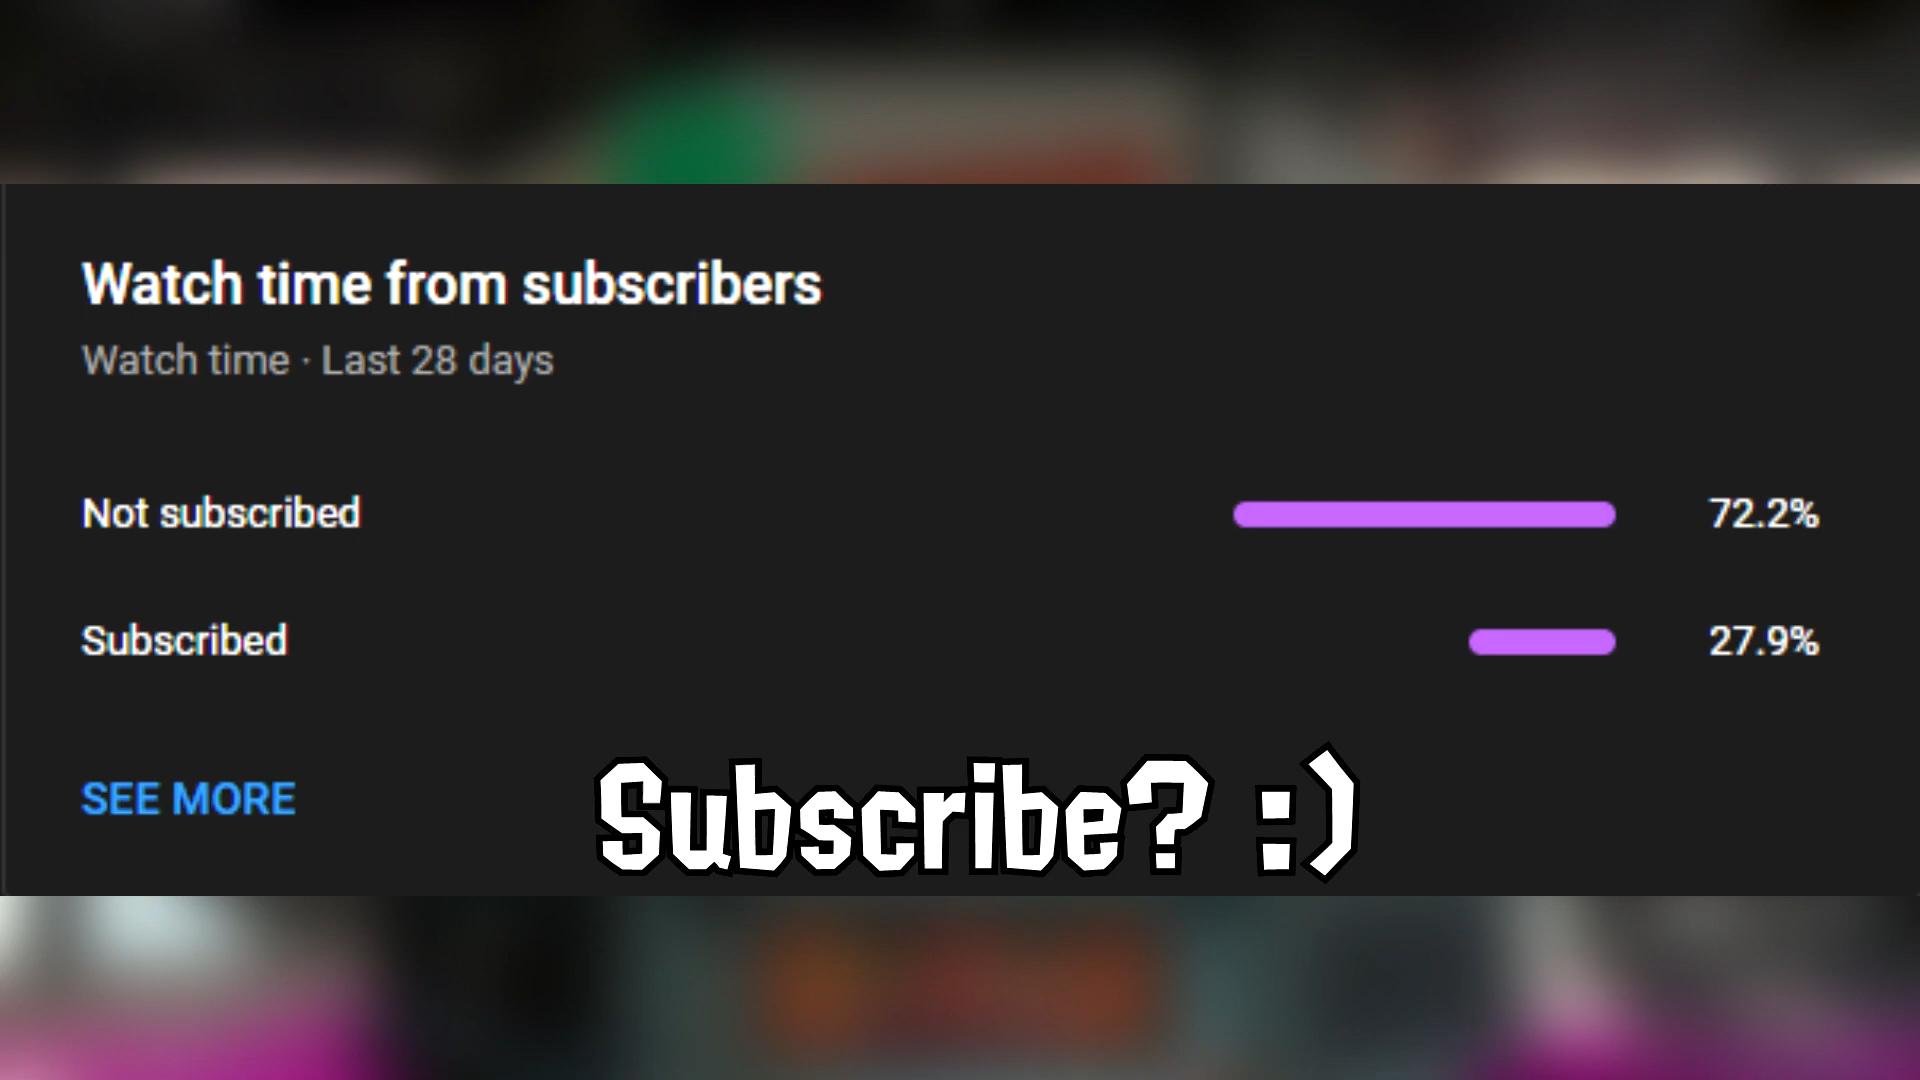 Watch time from subscribers
Watch time · Last 28 days
Not subscribed 72.2%
Subscribed 27.9%
SEE MORE
Subscribe? :)